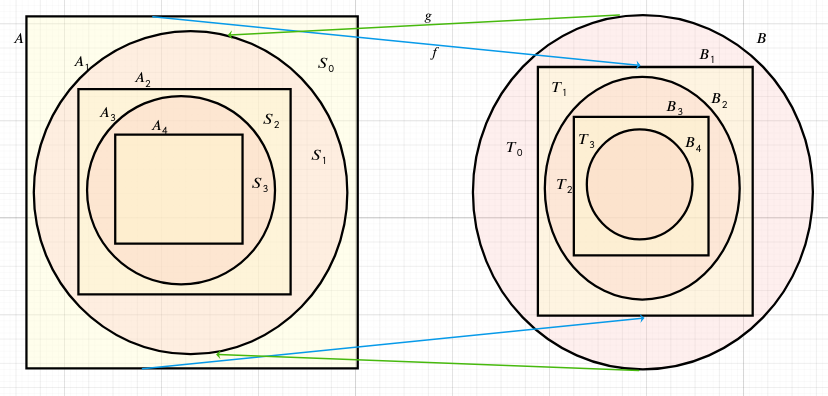 g
f
A
A₁
A₂
A₃
A₄
S₀
S₂
S₁
S₃
B
B₁
T₁
B₂
B₃
T₃
B₄
T₀
T₂